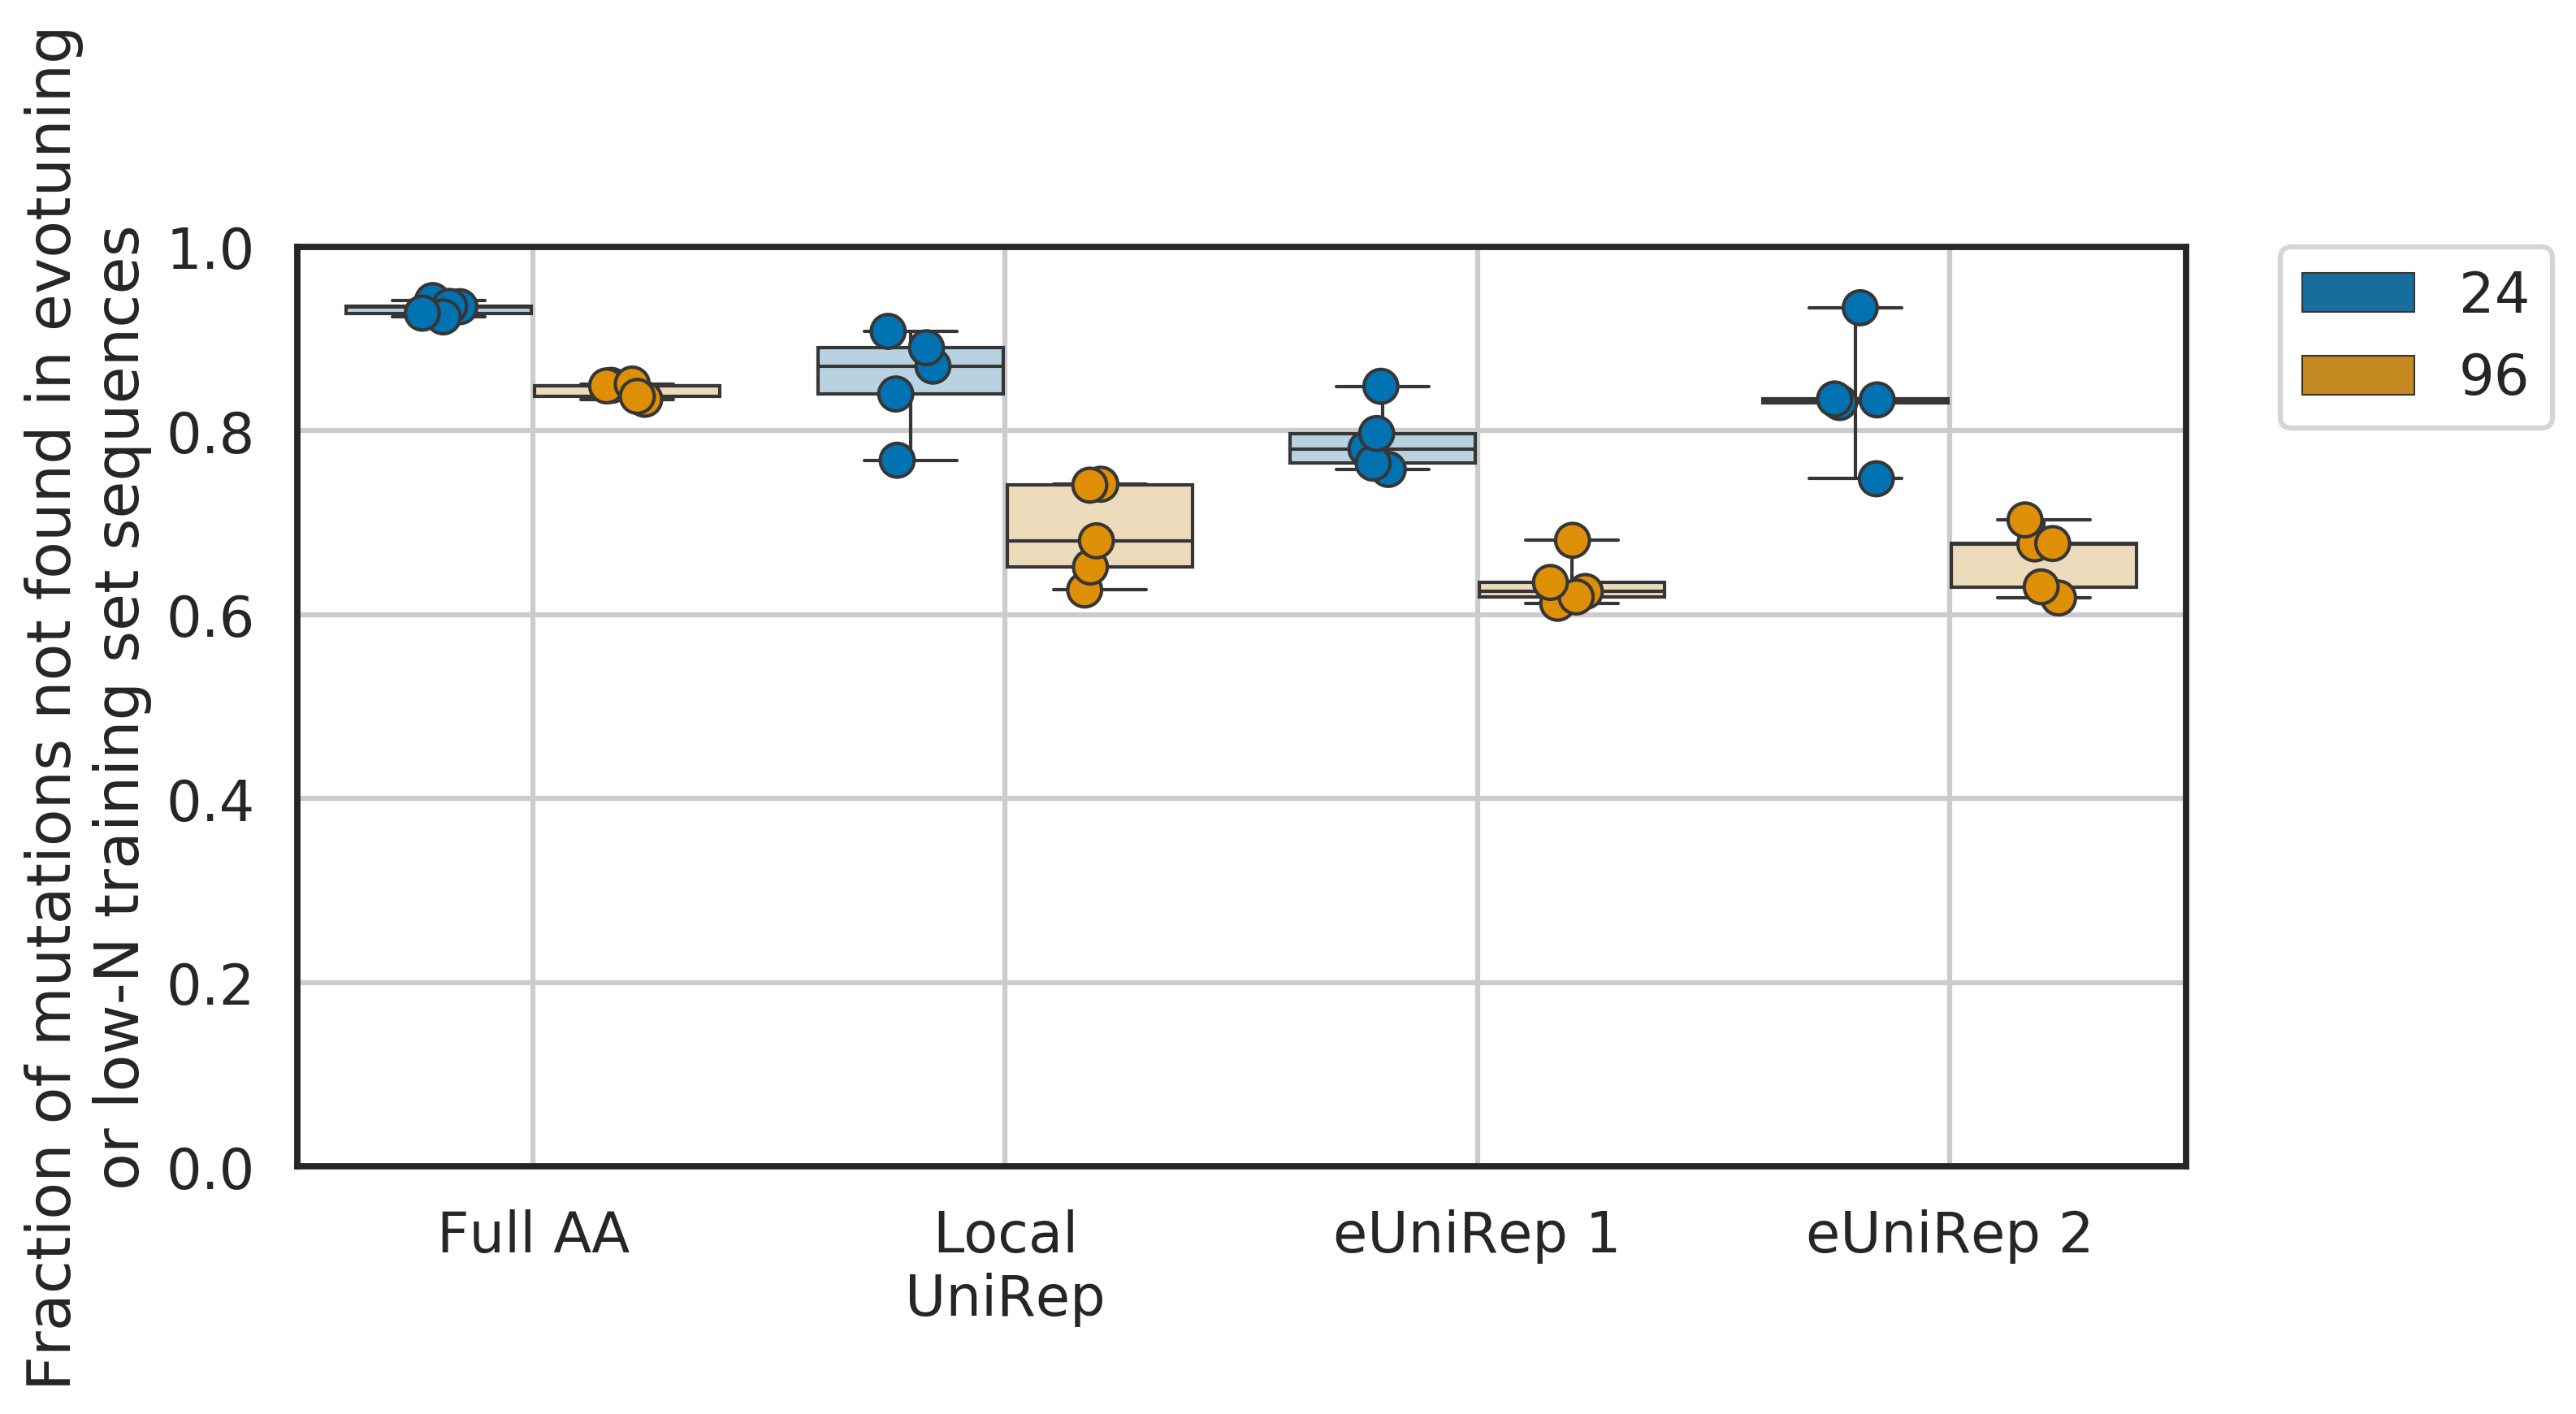 Fraction of mutations not found in evotuning
or low-N training set sequences
1.0
0.8
0.6
0.4
0.2
0.0
Full AA
Local
UniRep
eUniRep 1
eUniRep 2
24
96